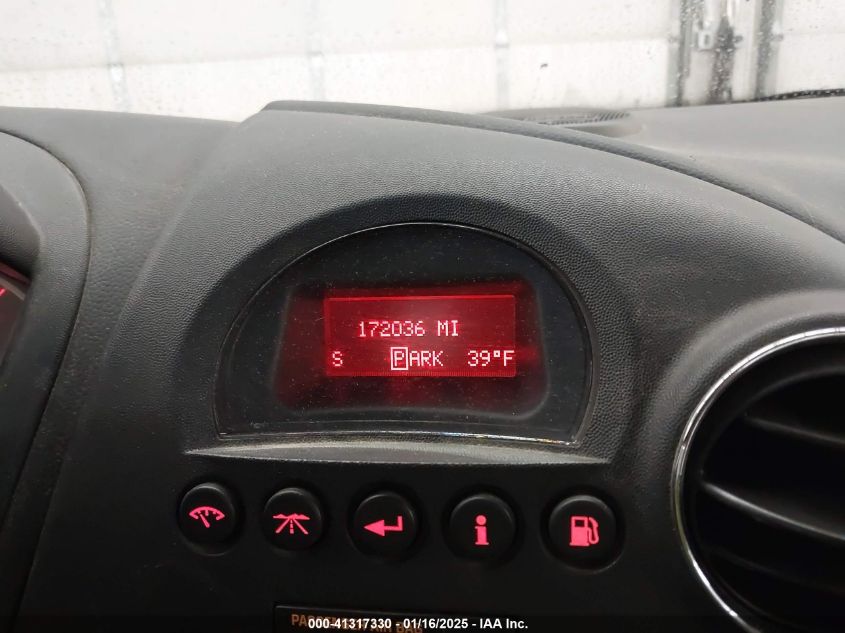 172036 MI
S PARK 39°F
000-41317330 - 01/16/2025 - IAA Inc.